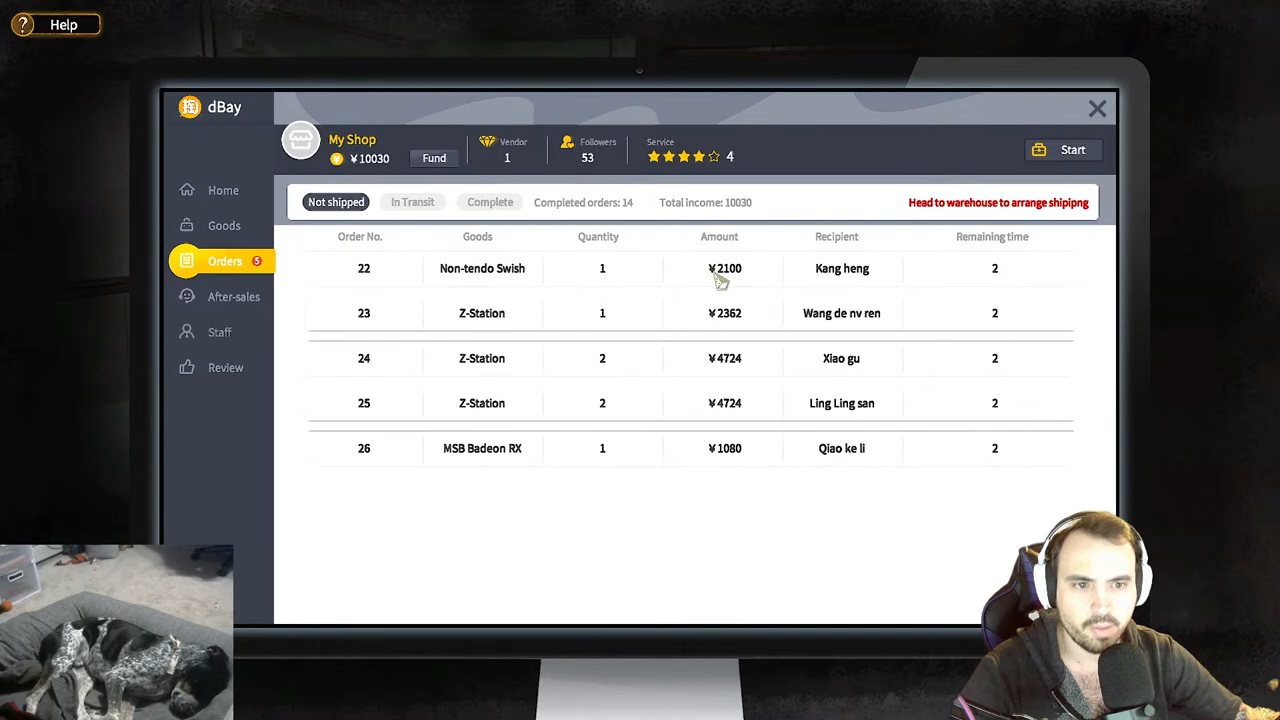 ? Help
掏 dBay
My Shop
¥10030
Fund
Vendor
1
Followers
53
Service
4
Start
Home
Goods
Orders 5
After-sales
Staff
Review
Not shipped In Transit Complete Completed orders: 14 Total income: 10030 Head to warehouse to arrange shipipng
Order No. Goods Quantity Amount Recipient Remaining time
22 Non-tendo Swish 1 ¥2100 Kang heng 2
23 Z-Station 1 ¥2362 Wang de nv ren 2
24 Z-Station 2 ¥4724 Xiao gu 2
25 Z-Station 2 ¥4724 Ling Ling san 2
26 MSB Badeon RX 1 ¥1080 Qiao ke li 2